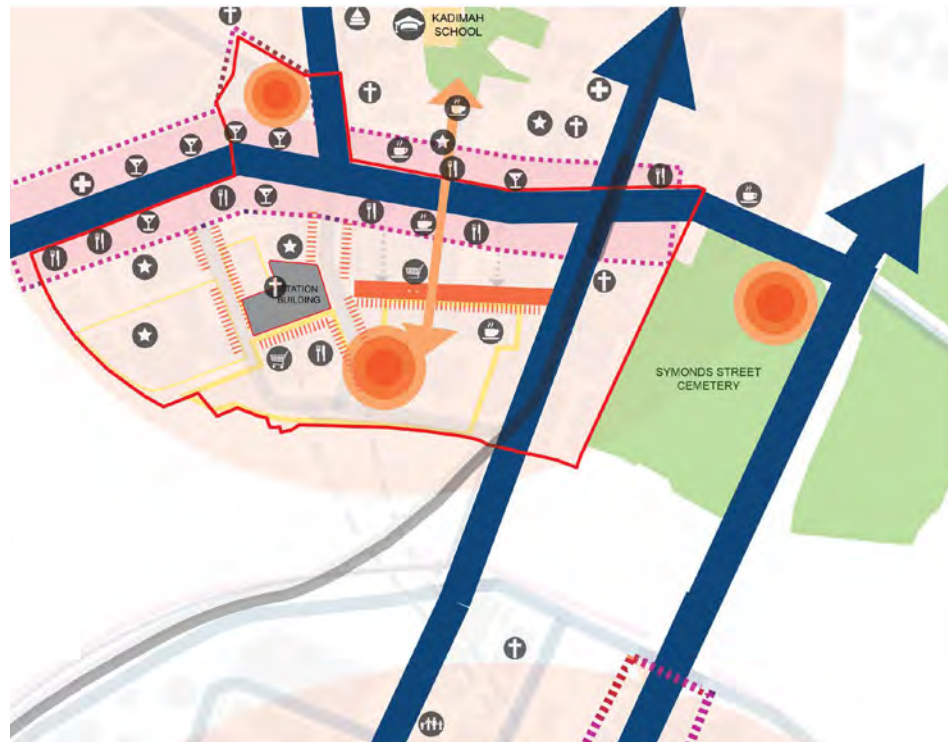 KADIMAH
SCHOOL
STATION
BUILDING
SYMONDS STREET
CEMETERY